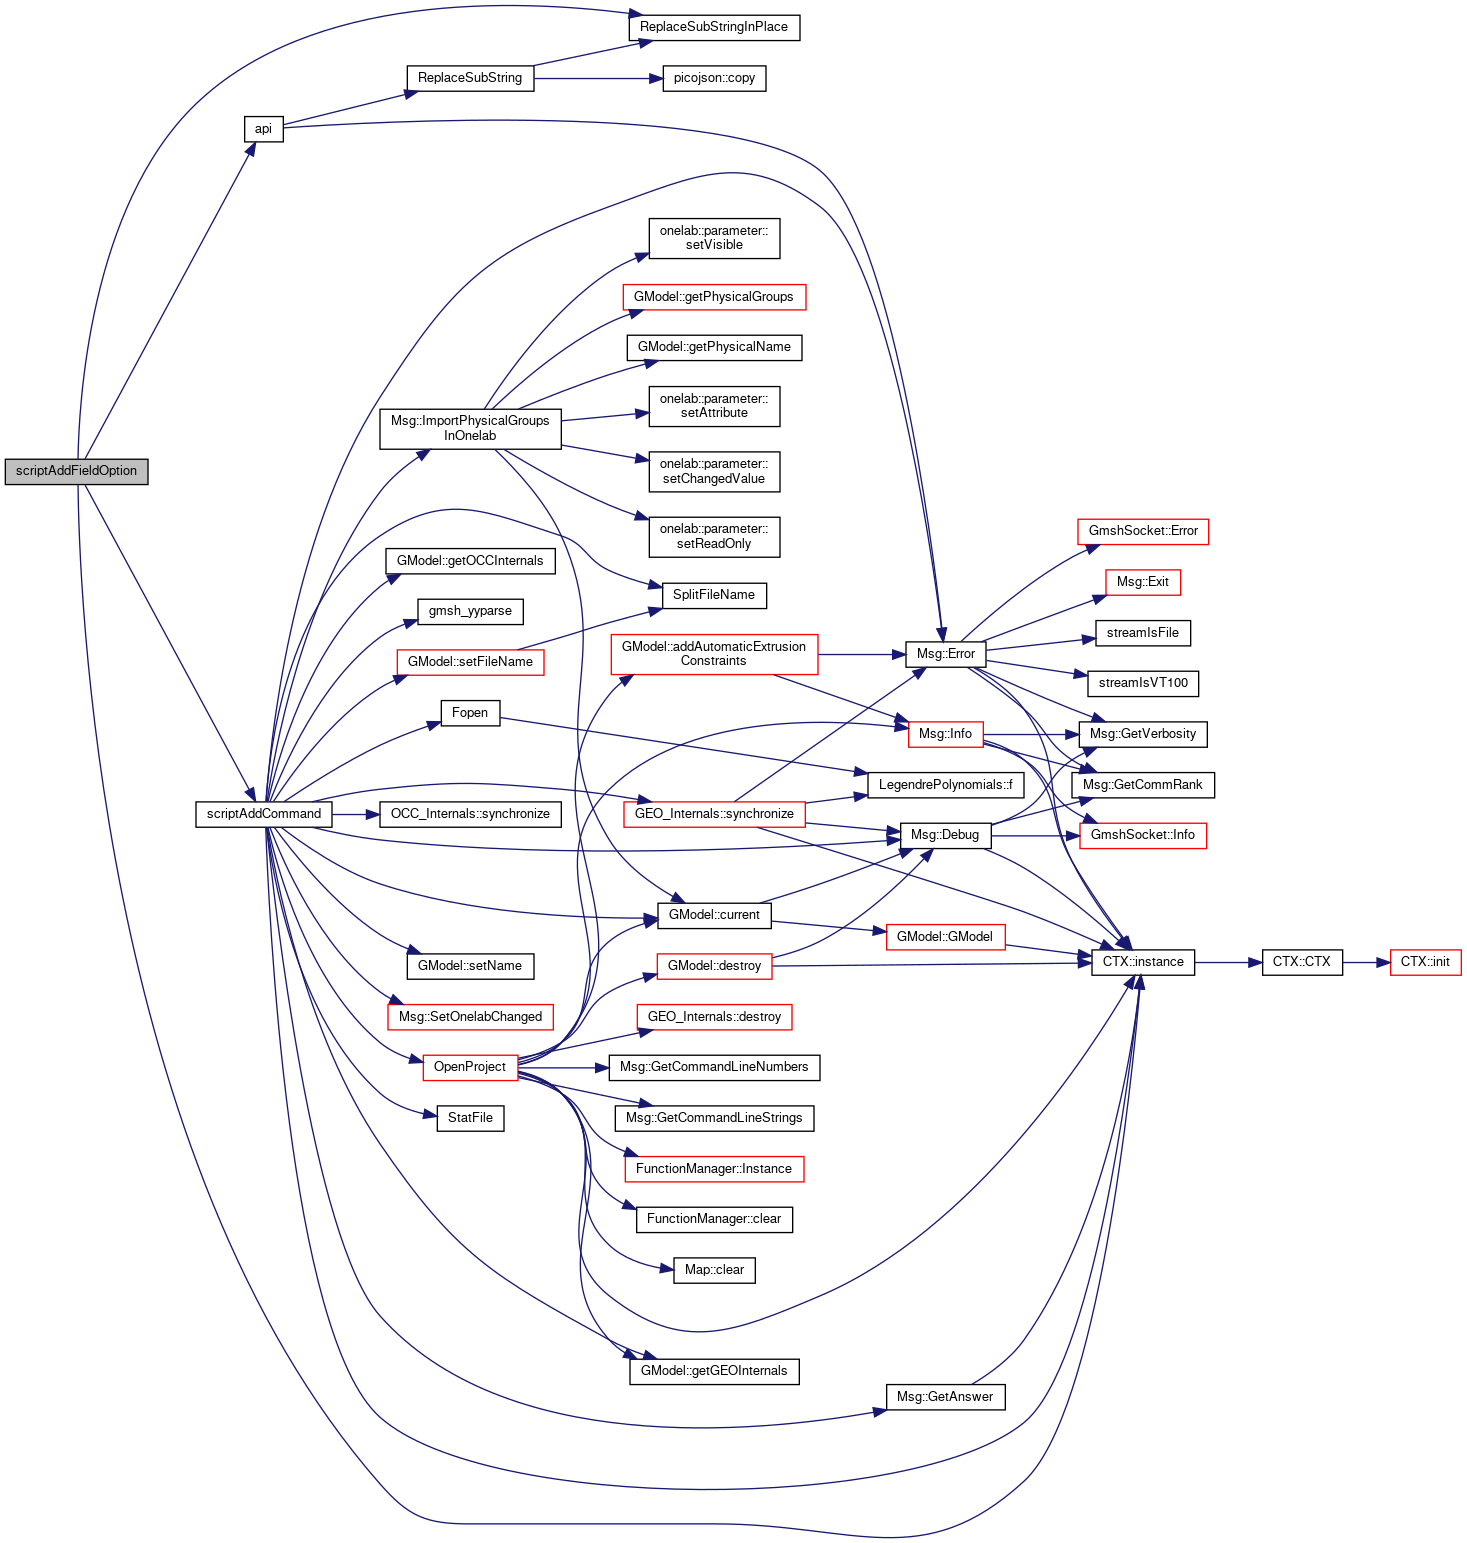 ReplaceSubStringInPlace
ReplaceSubString
picojson::copy
api
onelab::parameter::
setVisible
GModel::getPhysicalGroups
GModel::getPhysicalName
onelab::parameter::
setAttribute
Msg::ImportPhysicalGroups
InOnelab
onelab::parameter::
setChangedValue
scriptAddFieldOption
onelab::parameter::
setReadOnly
GmshSocket::Error
GModel::getOCCInternals
Msg::Exit
SplitFileName
gmsh_yyparse
streamIsFile
GModel::addAutomaticExtrusion
Constraints
Msg::Error
GModel::setFileName
streamIsVT100
Fopen
Msg::Info
Msg::GetVerbosity
LegendrePolynomials::f
Msg::GetCommRank
scriptAddCommand
OCC_Internals::synchronize
GEO_Internals::synchronize
Msg::Debug
GmshSocket::Info
GModel::current
GModel::GModel
GModel::setName
GModel::destroy
CTX::instance
CTX::CTX
CTX::init
Msg::SetOnelabChanged
GEO_Internals::destroy
OpenProject
Msg::GetCommandLineNumbers
StatFile
Msg::GetCommandLineStrings
FunctionManager::Instance
FunctionManager::clear
Map::clear
GModel::getGEOInternals
Msg::GetAnswer